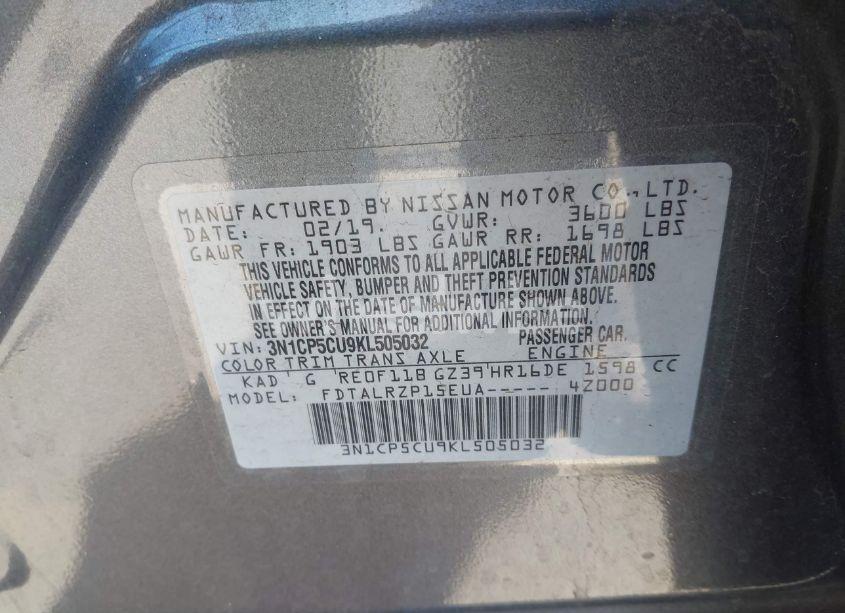 MANUFACTURED BY NISSAN MOTOR CO., LTD.
DATE: 02/19. GVWR: 3600 LBS
GAWR FR: 1903 LBS GAWR RR: 1698 LBS
THIS VEHICLE CONFORMS TO ALL APPLICABLE FEDERAL MOTOR
VEHICLE SAFETY, BUMPER AND THEFT PREVENTION STANDARDS
IN EFFECT ON THE DATE OF MANUFACTURE SHOWN ABOVE.
SEE OWNER'S MANUAL FOR ADDITIONAL INFORMATION.
VIN: 3N1CP5CU9KL505032 PASSENGER CAR.
COLOR TRIM TRANS AXLE ENGINE
KAD G RE0F11B GZ39 HR16DE 1598 CC
MODEL: FDTALRZP15EUA----- 4Z000
3N1CP5CU9KL505032